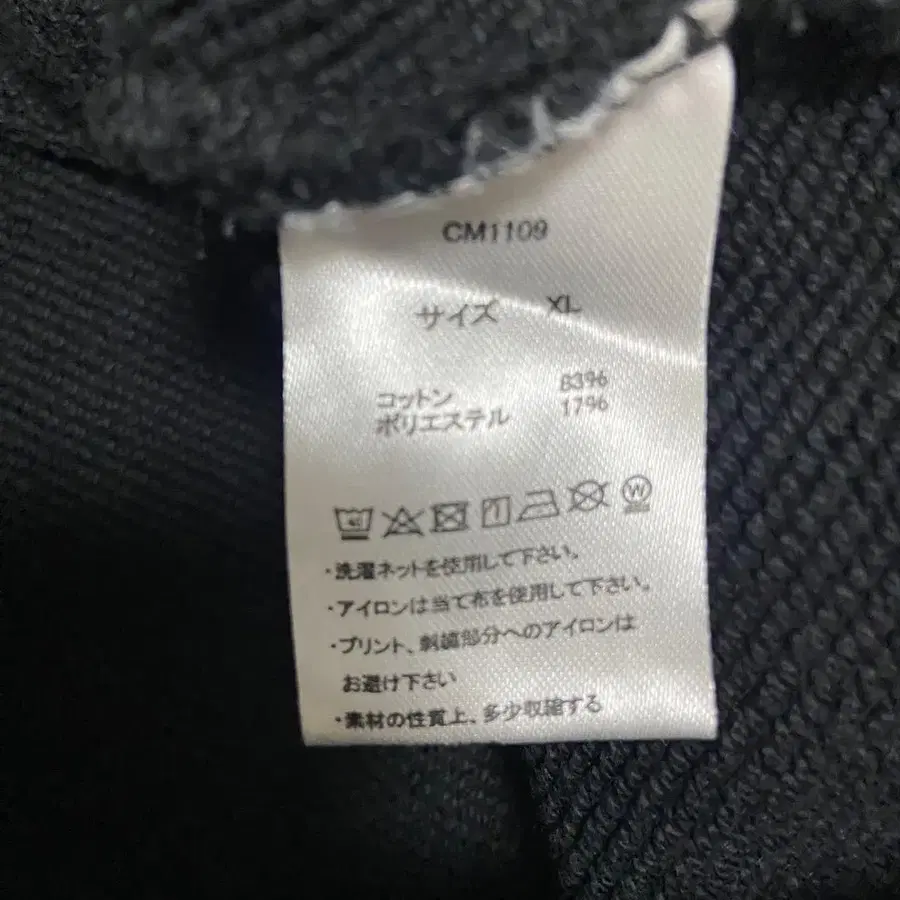 CM1109
サイズ XL
コットン 83%
ポリエステル 17%
40
W
・洗濯ネットを使用して下さい。
・アイロンは当て布を使用して下さい。
・プリント、刺繍部分へのアイロンは
お避け下さい
・素材の性質上、多少収縮する